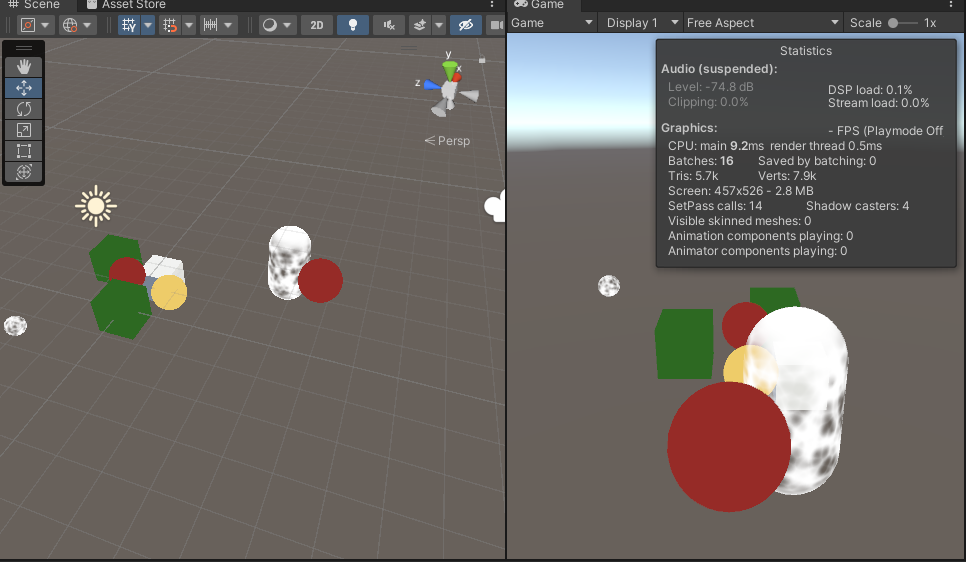 Scene
Asset Store
Game
2D
Game
Display 1
Free Aspect
Scale
1x
y
x
z
Persp
Statistics
Audio (suspended):
Level: -74.8 dB
DSP load: 0.1%
Clipping: 0.0%
Stream load: 0.0%
Graphics:
- FPS (Playmode Off
CPU: main 9.2ms render thread 0.5ms
Batches: 16
Saved by batching: 0
Tris: 5.7k
Verts: 7.9k
Screen: 457x526 - 2.8 MB
SetPass calls: 14
Shadow casters: 4
Visible skinned meshes: 0
Animation components playing: 0
Animator components playing: 0